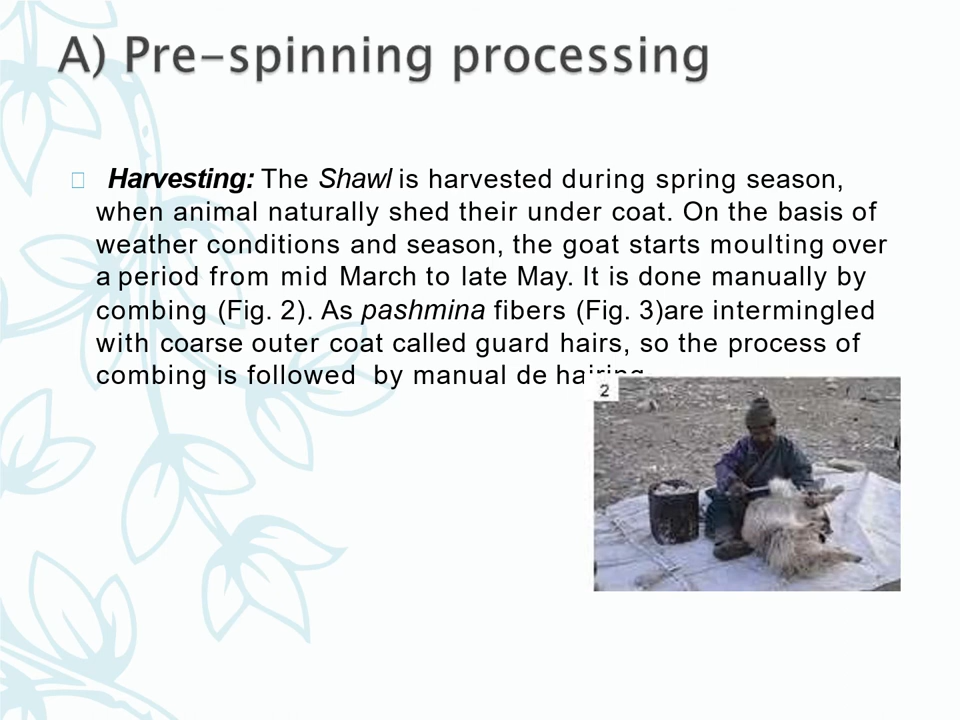 A) Pre-spinning processing
Harvesting: The Shawl is harvested during spring season,
when animal naturally shed their under coat. On the basis of
weather conditions and season, the goat starts moulting over
a period from mid March to late May. It is done manually by
combing (Fig. 2). As pashmina fibers (Fig. 3)are intermingled
with coarse outer coat called guard hairs, so the process of
combing is followed by manual de hairing
2